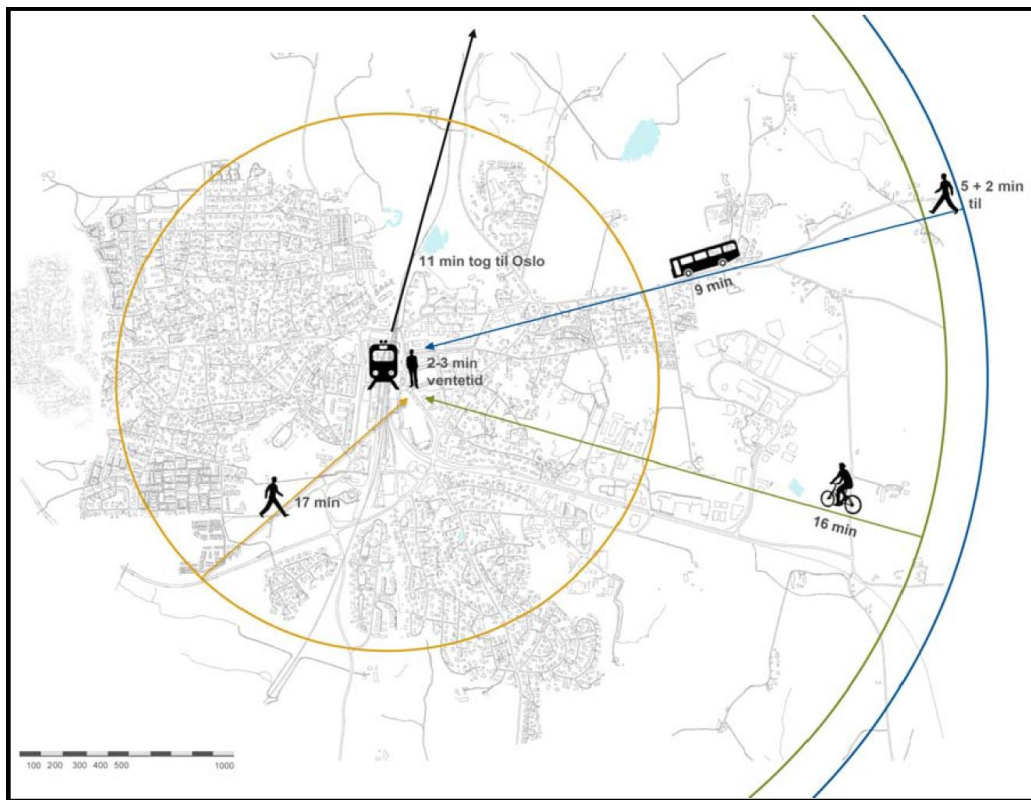 5 + 2 min
til
11 min tog til Oslo
9 min
2-3 min
ventetid
17 min
16 min
100 200 300 400 500 1000